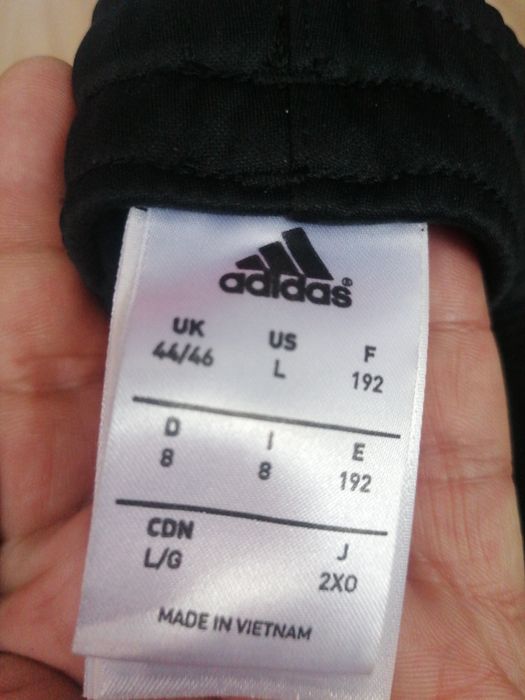 adidas®
UK US F
44/46 L 192
D I E
8 8 192
CDN J
L/G 2XO
MADE IN VIETNAM